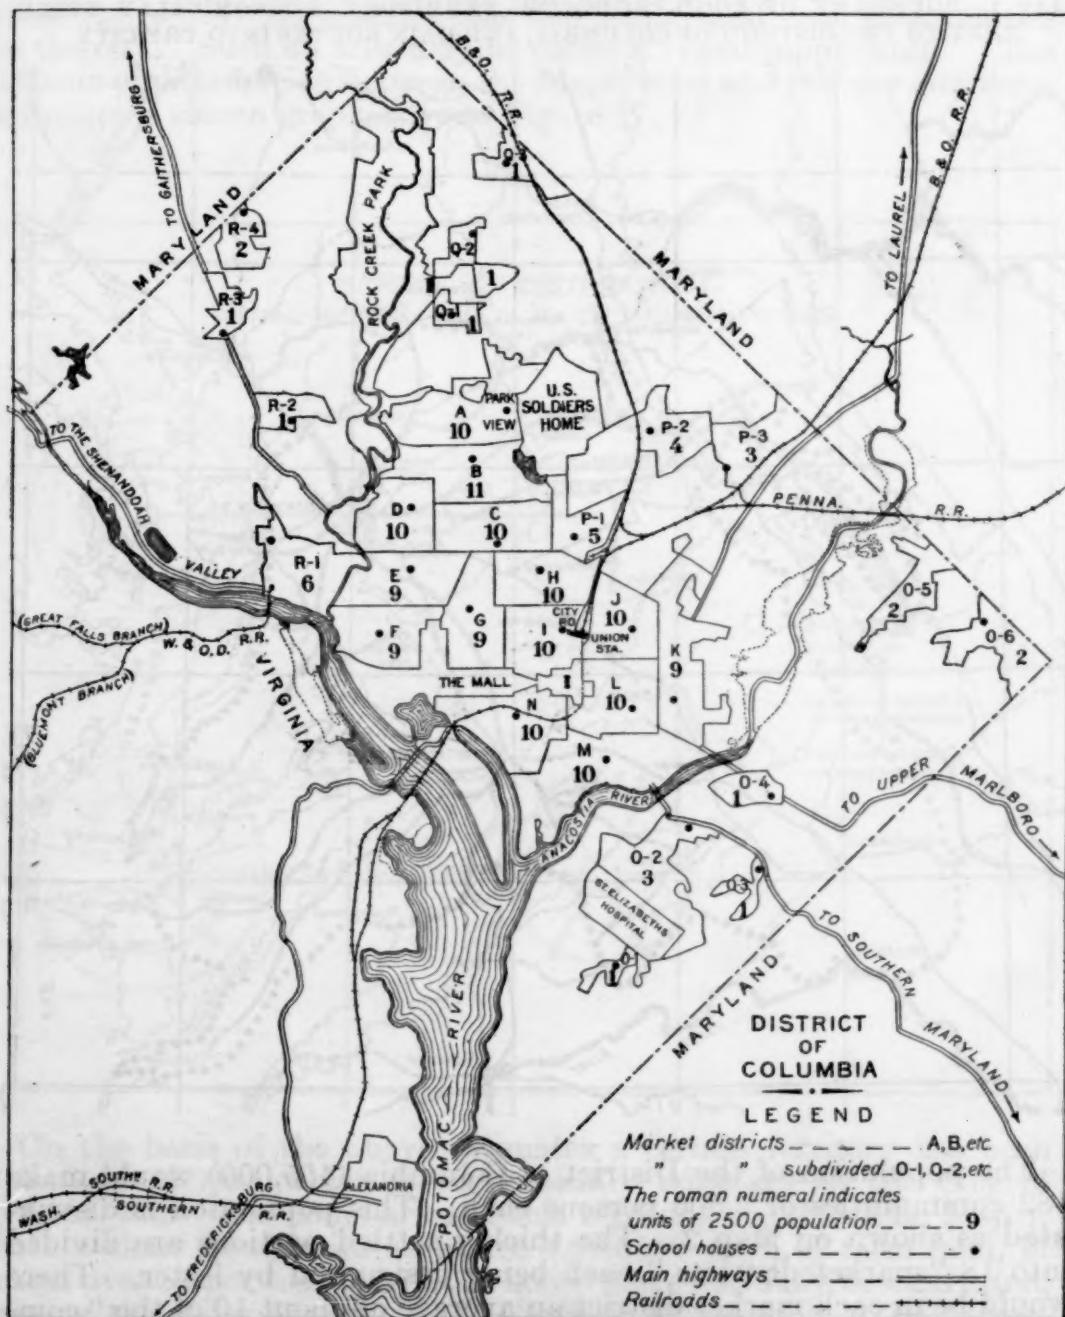 B. & O. R. R.
TO GAITHERSBURG
MARYLAND
ROCK CREEK PARK
MARYLAND
TO LAUREL
B. & O. R. R.
1
R-4
2
Q-2
1
R-3
1
1
R-2
1
A
10
PARK
VIEW
U.S.
SOLDIERS
HOME
P-2
4
P-3
3
B
11
TO THE SHENANDOAH
VALLEY
D
10
C
10
P-1
5
PENNA. R.R.
R-1
6
E
9
H
10
J
10
CITY
P.O.
O-5
2
O-6
2
(GREAT FALLS BRANCH)
W. & O. D. R.R.
VIRGINIA
F
9
G
9
I
10
UNION
STA.
K
9
(BLUEMONT BRANCH)
THE MALL
L
10
N
10
M
10
ANACOSTIA RIVER
O-4
1
TO UPPER MARLBORO
O-2
3
ST. ELIZABETHS
HOSPITAL
O-3
1
1
TO SOUTHERN MARYLAND
MARYLAND
POTOMAC RIVER
DISTRICT
OF
COLUMBIA
LEGEND
Market districts A, B, etc
" " subdivided O-1, O-2, etc.
The roman numeral indicates
units of 2500 population 9
School houses
Main highways
Railroads
SOUTHN R.R.
WASH. SOUTHERN R.R.
ALEXANDRIA
TO FREDERICKSBURG